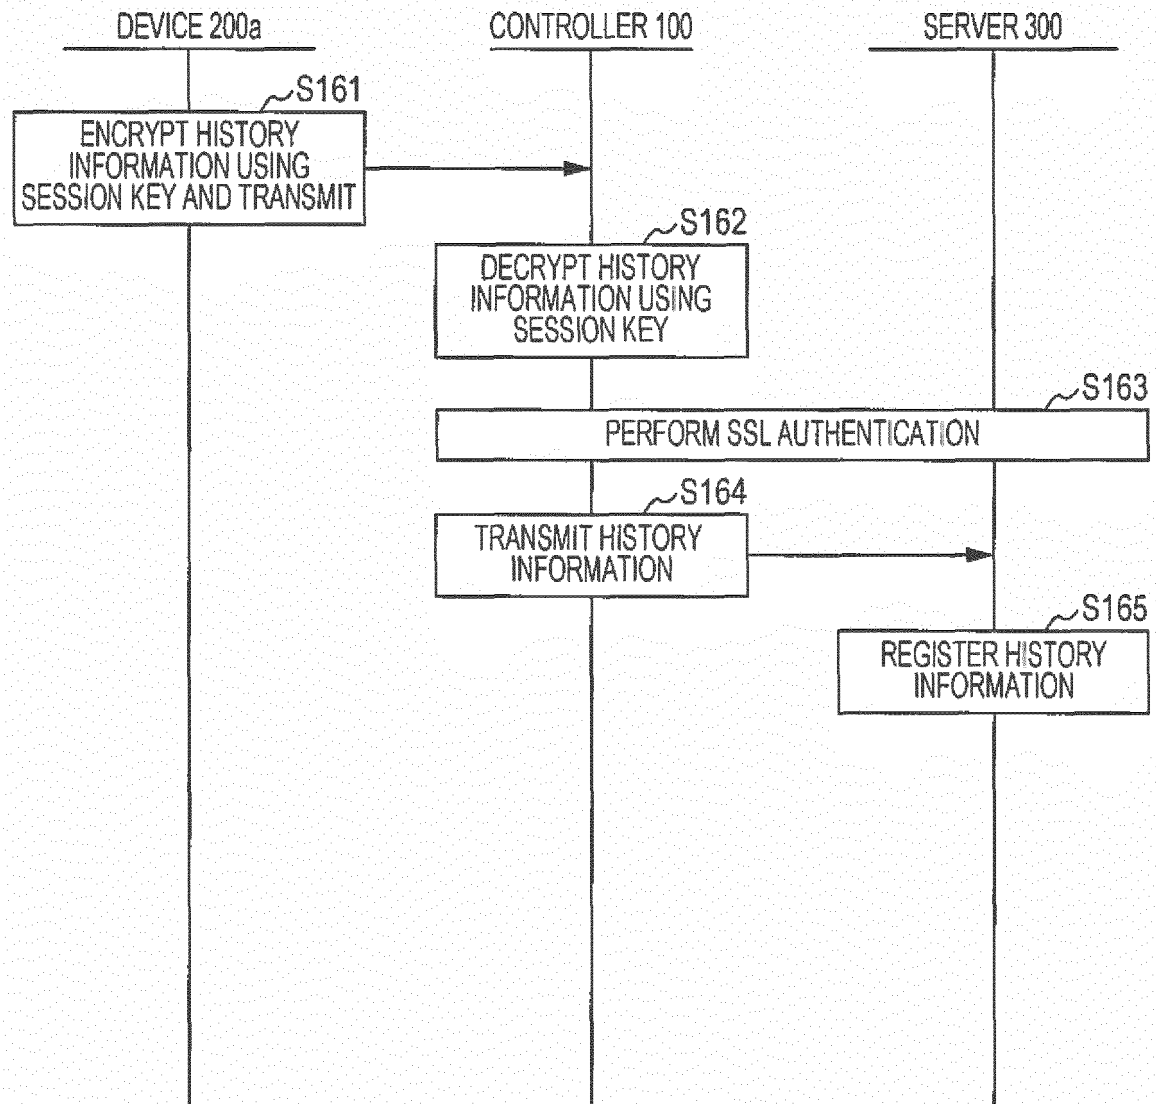 DEVICE 200a
CONTROLLER 100
SERVER 300
S161
ENCRYPT HISTORY
INFORMATION USING
SESSION KEY AND TRANSMIT
S162
DECRYPT HISTORY
INFORMATION USING
SESSION KEY
S163
PERFORM SSL AUTHENTICATION
S164
TRANSMIT HISTORY
INFORMATION
S165
REGISTER HISTORY
INFORMATION